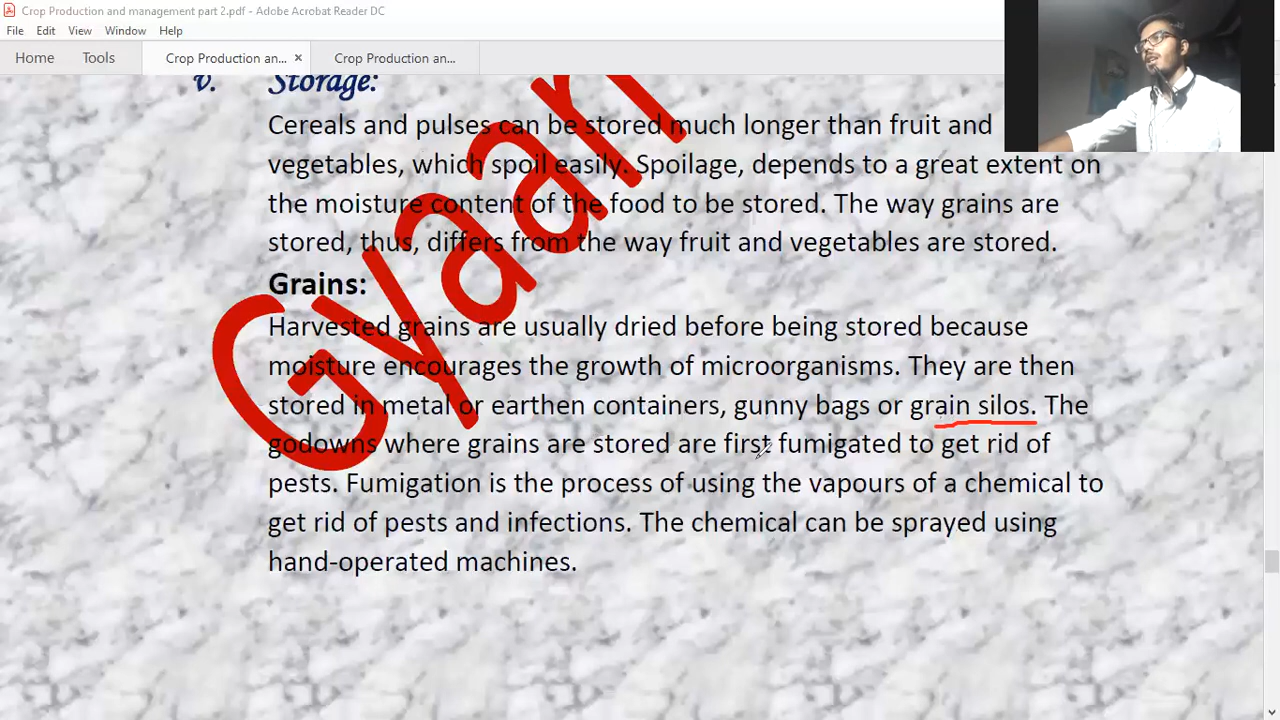 Crop Production and management part 2.pdf - Adobe Acrobat Reader DC
File Edit View Window Help
Home Tools Crop Production an... × Crop Production an...
v. Storage:
Cereals and pulses can be stored much longer than fruit and
vegetables, which spoil easily. Spoilage, depends to a great extent on
the moisture content of the food to be stored. The way grains are
stored, thus, differs from the way fruit and vegetables are stored.
Grains:
Harvested grains are usually dried before being stored because
moisture encourages the growth of microorganisms. They are then
stored in metal or earthen containers, gunny bags or grain silos. The
godowns where grains are stored are first fumigated to get rid of
pests. Fumigation is the process of using the vapours of a chemical to
get rid of pests and infections. The chemical can be sprayed using
hand-operated machines.
Gyaan